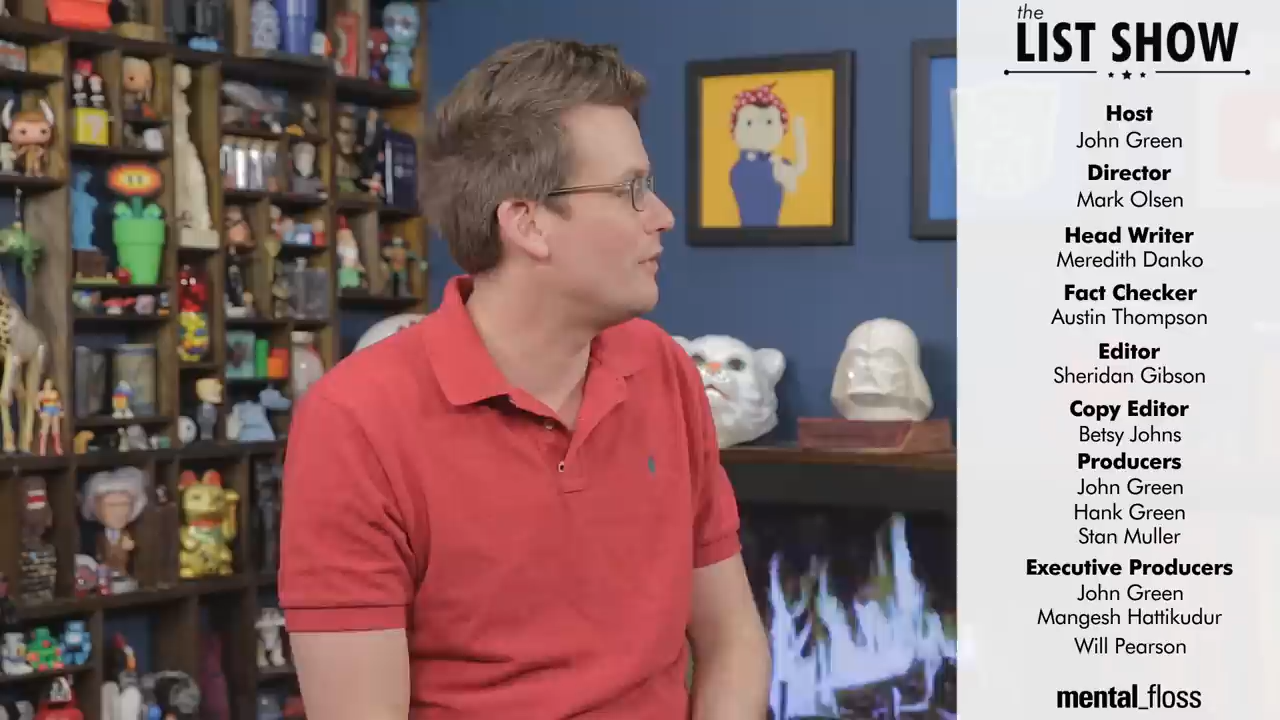 the
LIST SHOW
Host
John Green
Director
Mark Olsen
Head Writer
Meredith Danko
Fact Checker
Austin Thompson
Editor
Sheridan Gibson
Copy Editor
Betsy Johns
Producers
John Green
Hank Green
Stan Muller
Executive Producers
John Green
Mangesh Hattikudur
Will Pearson
mental_floss